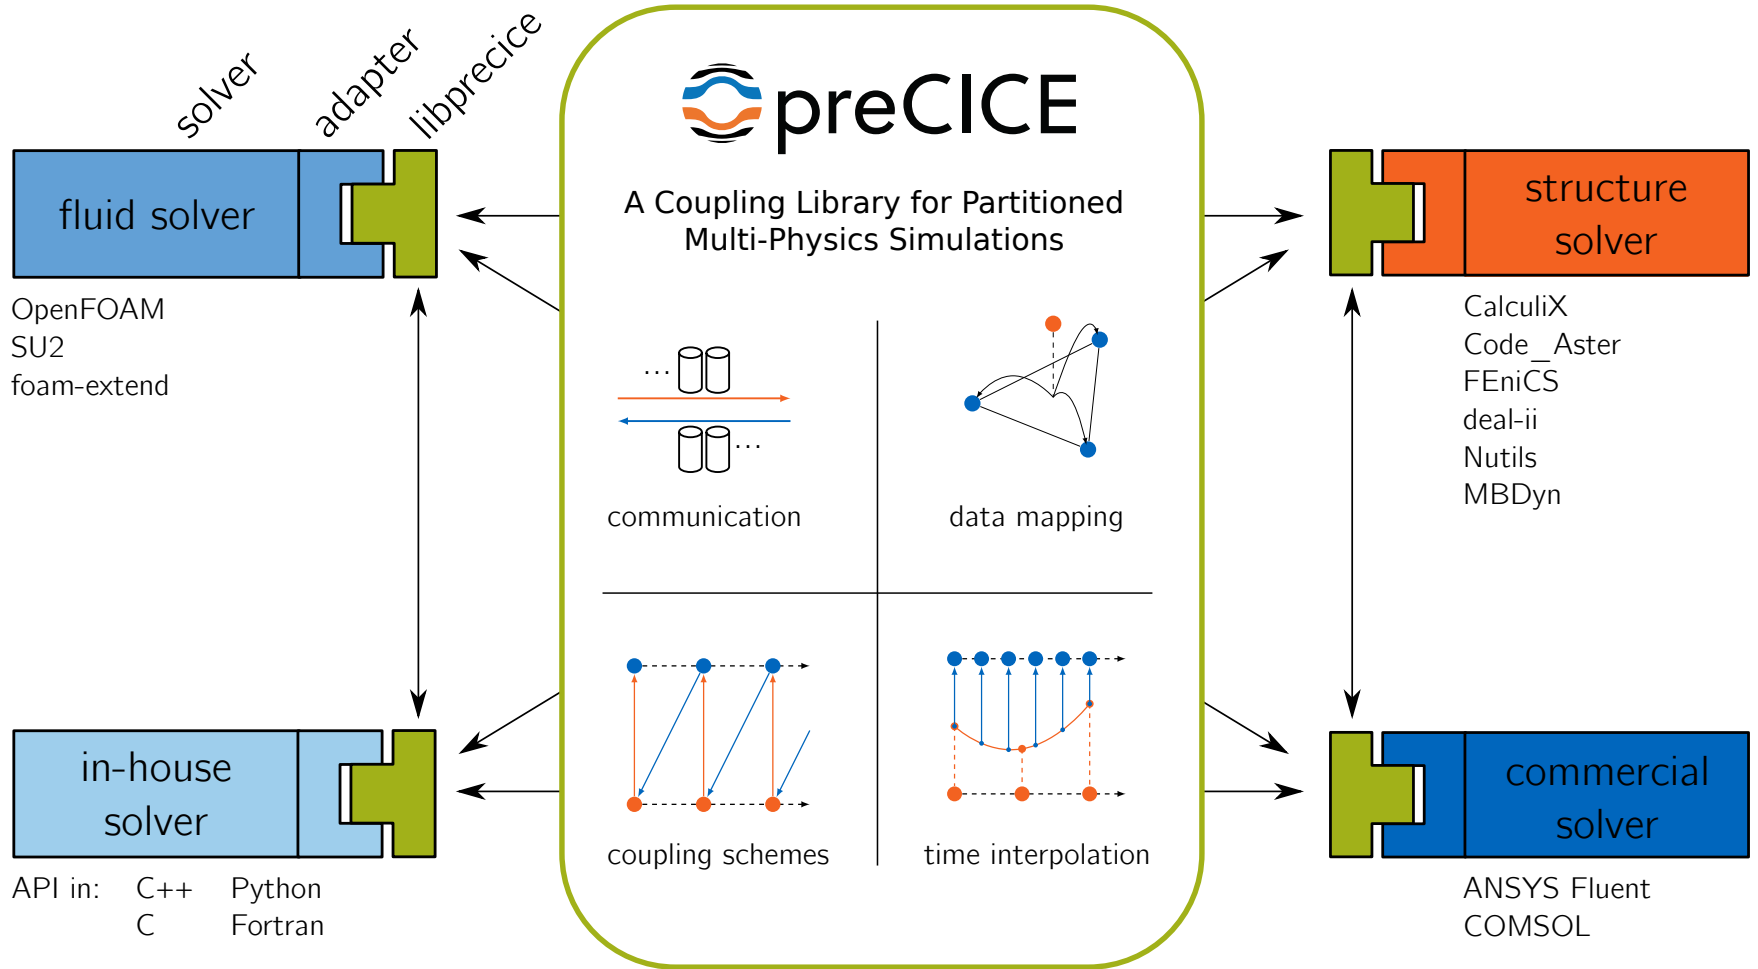 solver
adapter
libprecice
preCICE
A Coupling Library for Partitioned
Multi-Physics Simulations
fluid solver
OpenFOAM
SU2
foam-extend
structure
solver
CalculiX
Code_Aster
FEniCS
deal-ii
Nutils
MBDyn
...
...
communication
data mapping
coupling schemes
time interpolation
in-house
solver
API in: C++ Python
C Fortran
commercial
solver
ANSYS Fluent
COMSOL